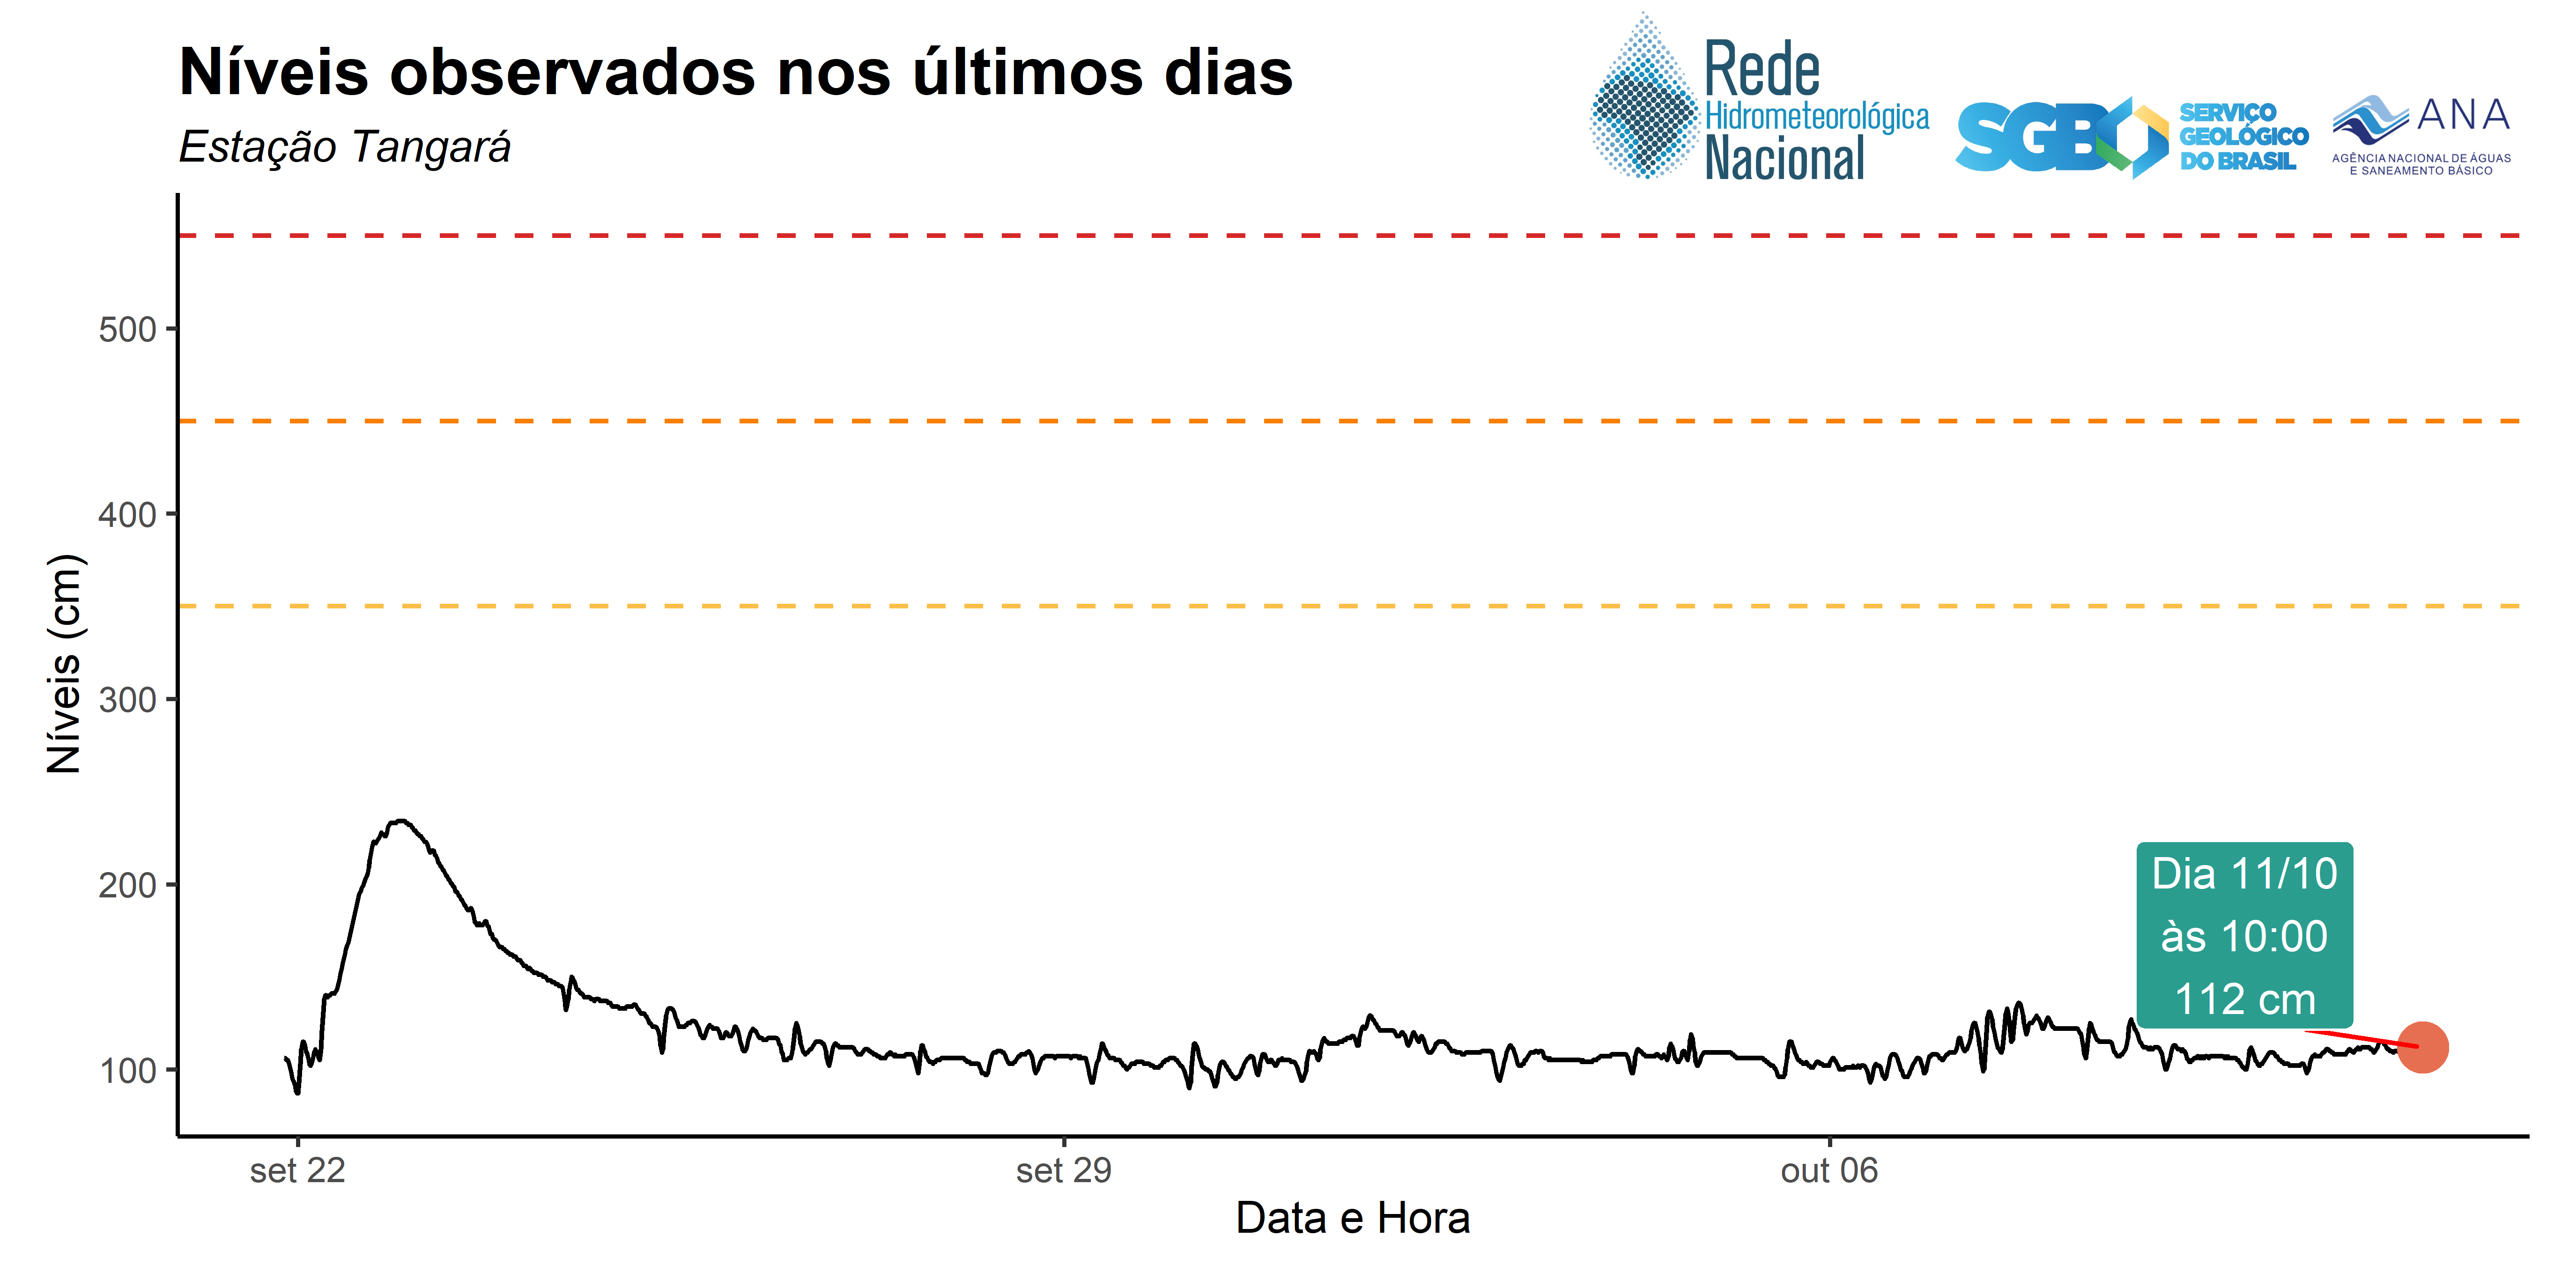 Níveis observados nos últimos dias
Estação Tangará
Rede
Hidrometeorológica
Nacional
SGB
SERVIÇO
GEOLÓGICO
DO BRASIL
ANA
AGÊNCIA NACIONAL DE ÁGUAS
E SANEAMENTO BÁSICO
Níveis (cm)
500
400
300
200
100
Dia 11/10
às 10:00
112 cm
set 22
set 29
out 06
Data e Hora